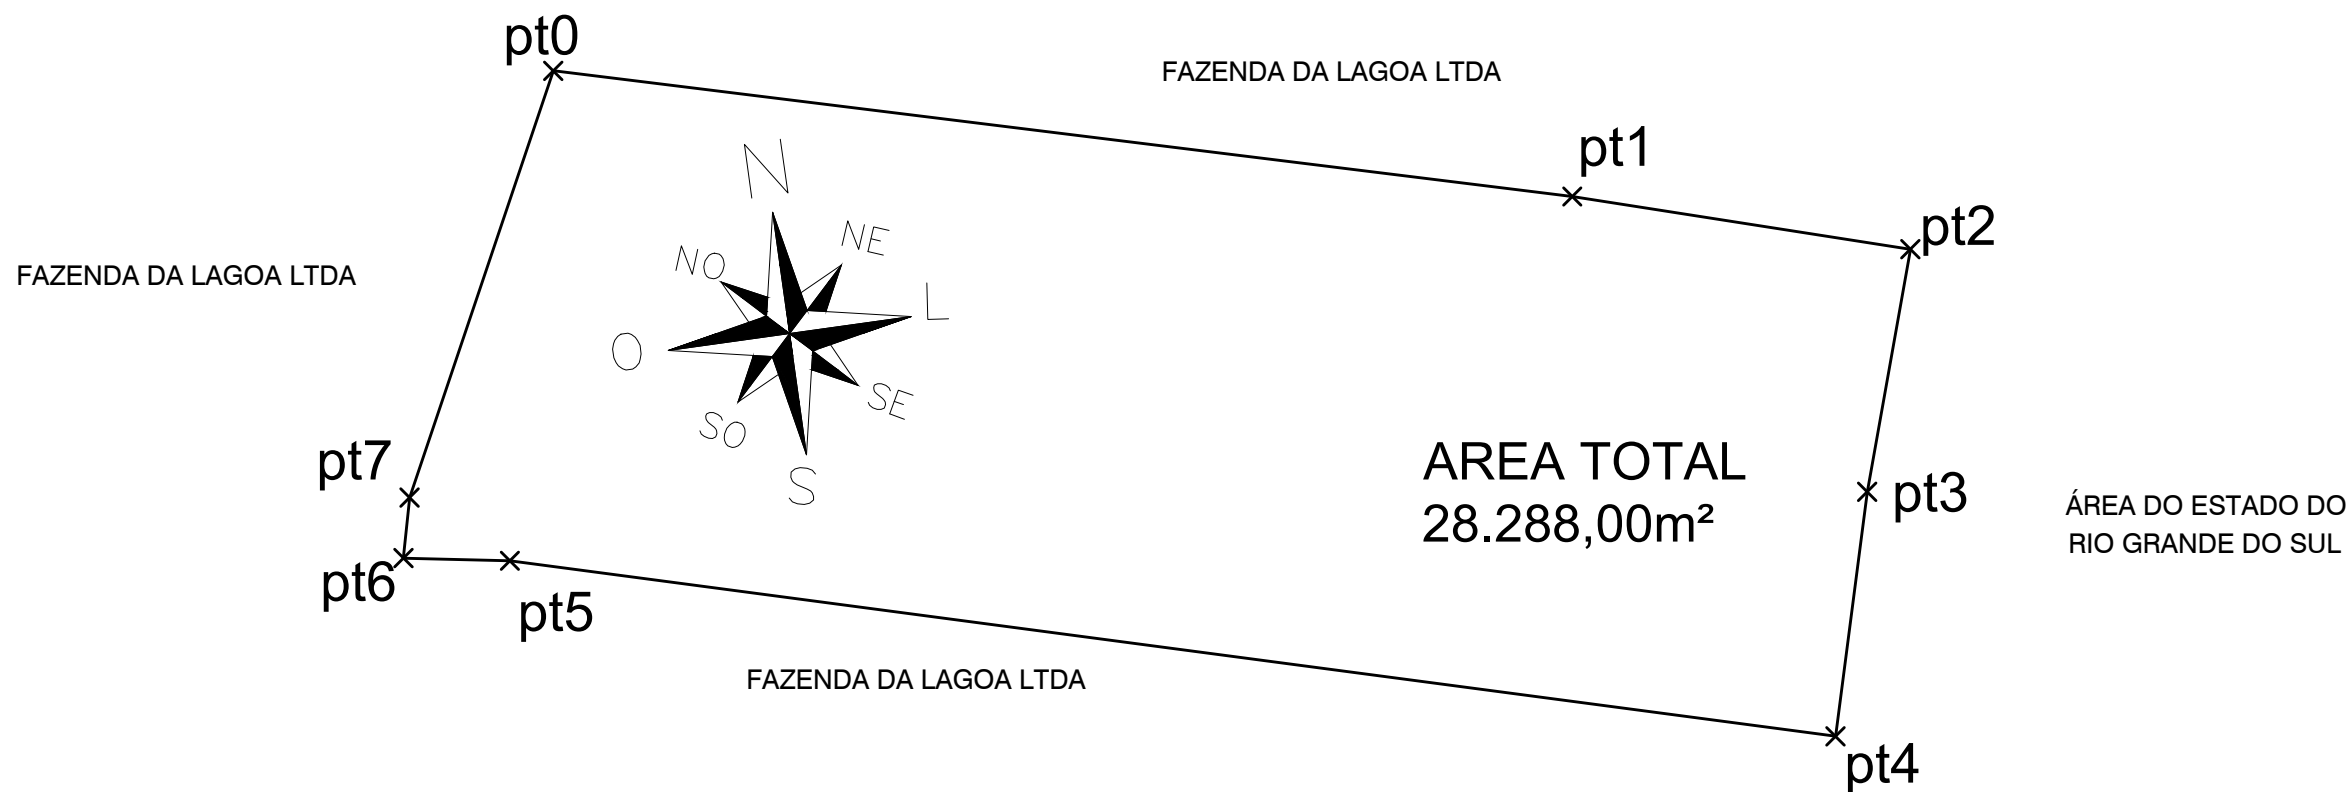 pt0
FAZENDA DA LAGOA LTDA
pt1
pt2
N
NE
NO
FAZENDA DA LAGOA LTDA
L
O
SE
SO
S
pt7
AREA TOTAL
28.288,00m²
pt3
ÁREA DO ESTADO DO
RIO GRANDE DO SUL
pt6
pt5
FAZENDA DA LAGOA LTDA
pt4